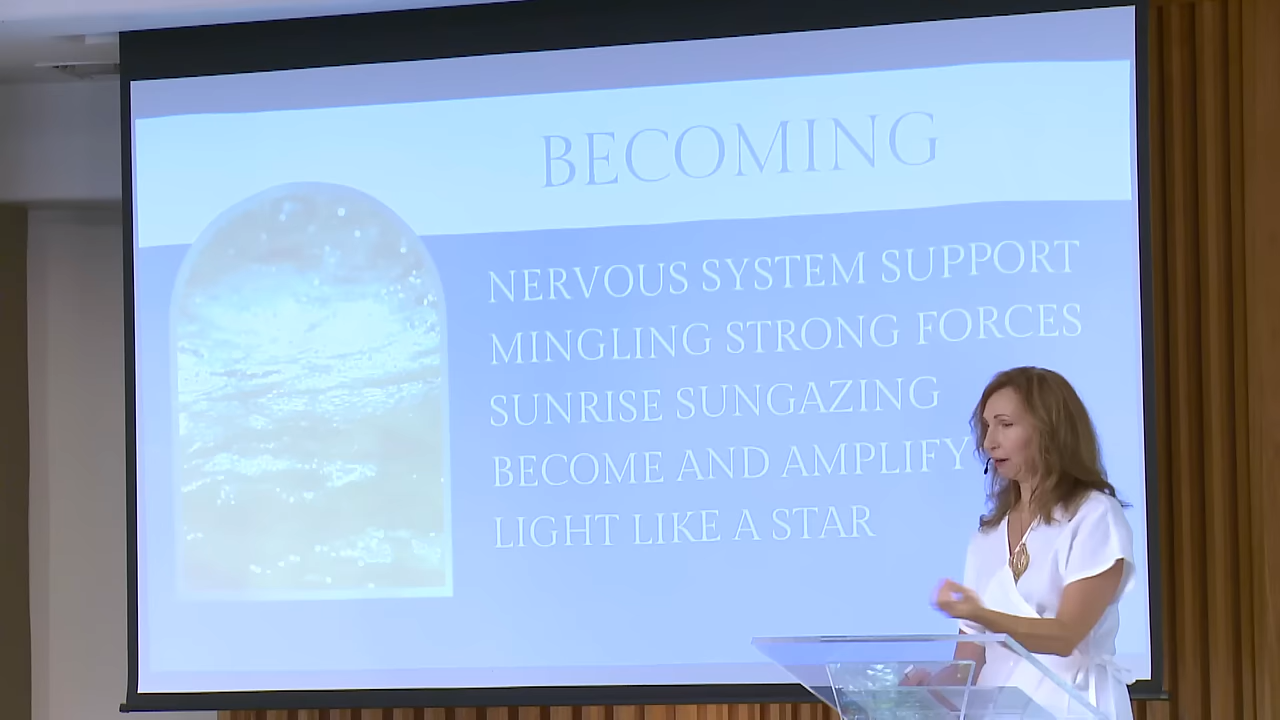 BECOMING
NERVOUS SYSTEM SUPPORT
MINGLING STRONG FORCES
SUNRISE SUNGAZING
BECOME AND AMPLIFY
LIGHT LIKE A STAR